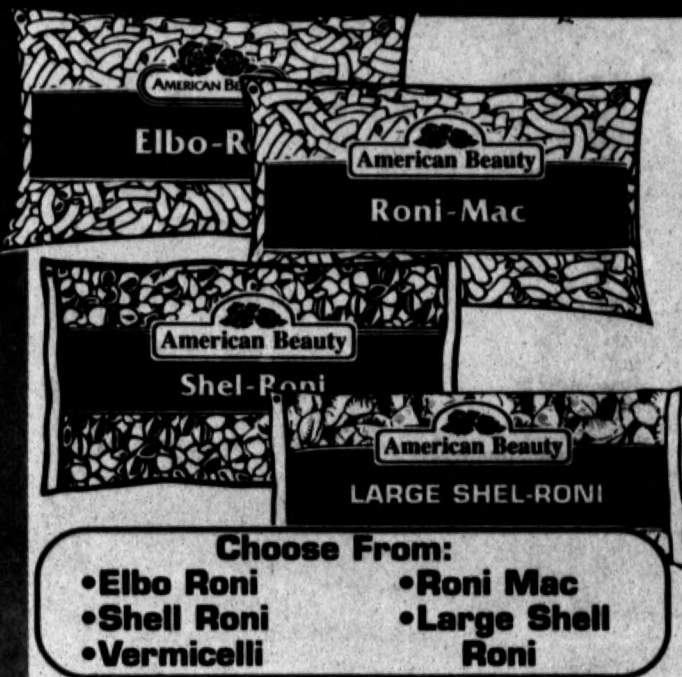 AMERICAN
Elbo-R
American Beauty
Roni-Mac
American Beauty
Shel-Roni
American Beauty
LARGE SHEL-RONI
Choose From:
•Elbo Roni
•Shell Roni
•Vermicelli
•Roni Mac
•Large Shell
Roni